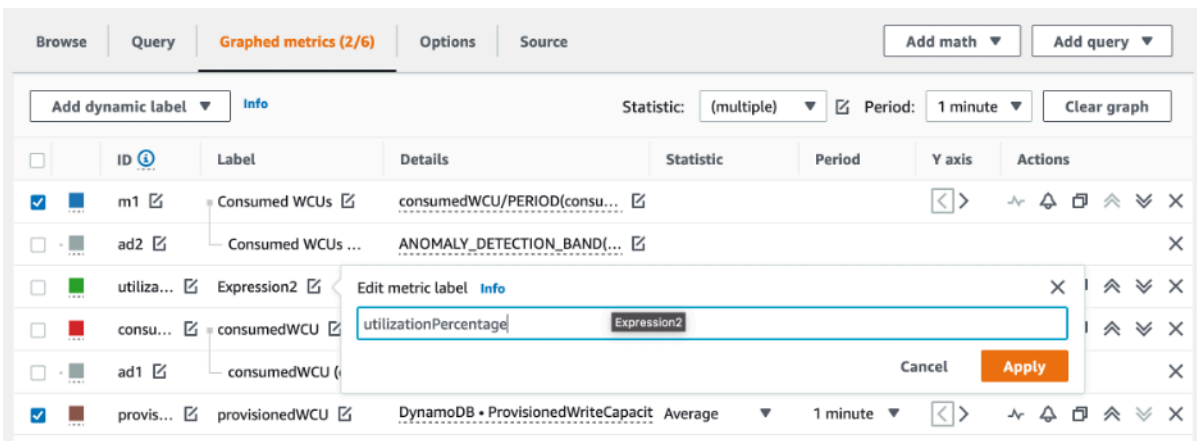 Browse Query Graphed metrics (2/6) Options Source Add math Add query
Add dynamic label Info Statistic: (multiple) Period: 1 minute Clear graph
ID Label Details Statistic Period Y axis Actions
m1 Consumed WCUs consumedWCU/PERIOD(consu...
ad2 Consumed WCUs ... ANOMALY_DETECTION_BAND(...
utiliza... Expression2 Edit metric label Info
consu... consumedWCU utilizationPercentage Expression2
ad1 consumedWCU ( Cancel Apply
provis... provisionedWCU DynamoDB • ProvisionedWriteCapacit Average 1 minute